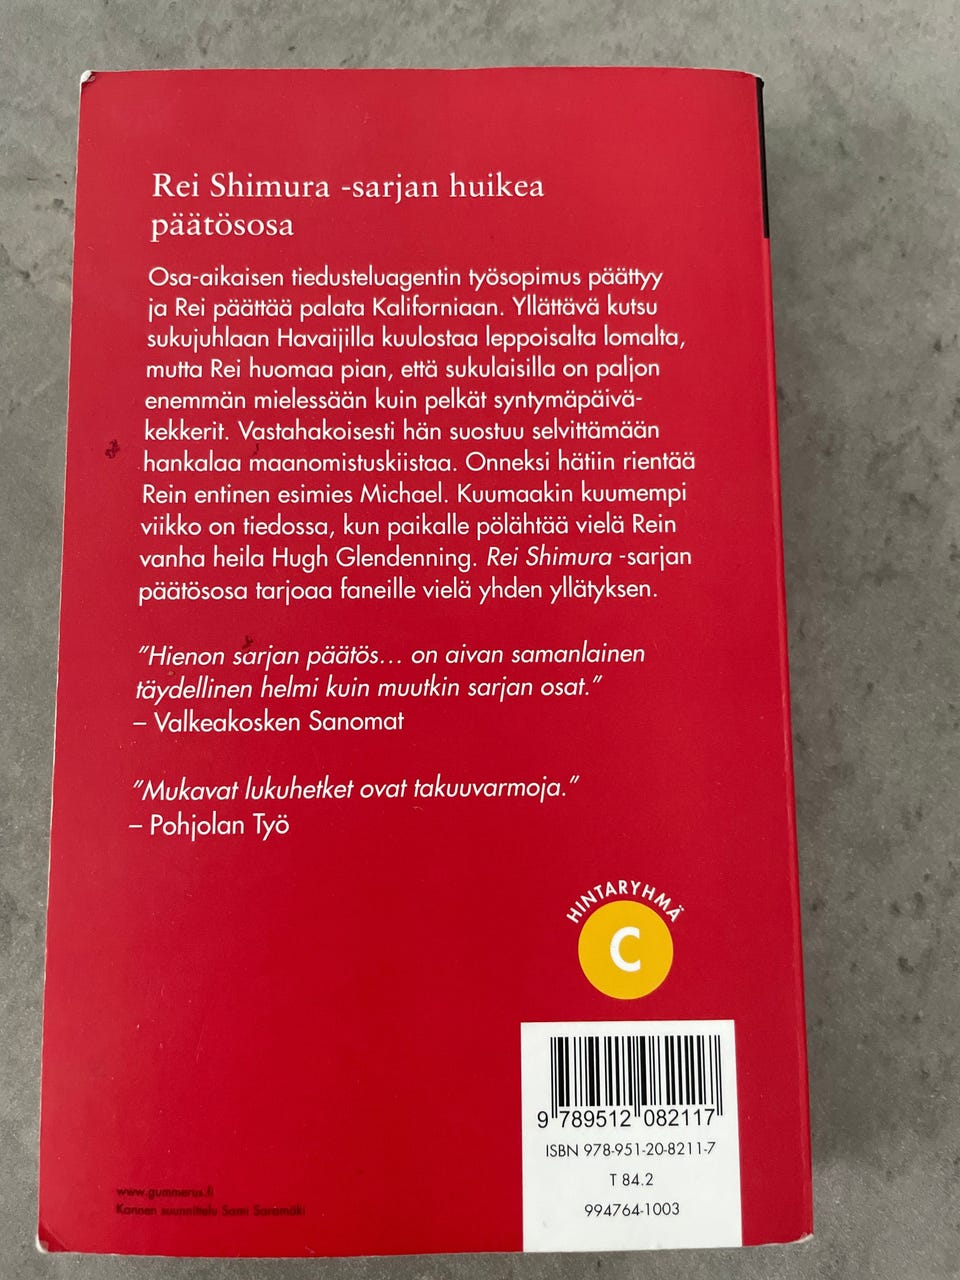 Rei Shimura -sarjan huikea
päätösosa
Osa-aikaisen tiedusteluagentin työsopimus päättyy
ja Rei päättää palata Kaliforniaan. Yllättävä kutsu
sukujuhlaan Havaijilla kuulostaa leppoisalta lomalta,
mutta Rei huomaa pian, että sukulaisilla on paljon
enemmän mielessään kuin pelkät syntymäpäivä-
kekkerit. Vastahakoisesti hän suostuu selvittämään
hankalaa maanomistuskiistaa. Onneksi hätiin rientää
Rein entinen esimies Michael. Kuumaakin kuumempi
viikko on tiedossa, kun paikalle pölähtää vielä Rein
vanha heila Hugh Glendenning. Rei Shimura -sarjan
päätösosa tarjoaa faneille vielä yhden yllätyksen.
”Hienon sarjan päätös... on aivan samanlainen
täydellinen helmi kuin muutkin sarjan osat.”
– Valkeakosken Sanomat
”Mukavat lukuhetket ovat takuuvarmoja.”
– Pohjolan Työ
HINTARYHMÄ
C
9 789512 082117
ISBN 978-951-20-8211-7
T 84.2
994764-1003
www.gummerus.fi
Kannen suunnittelu Sami Saramäki